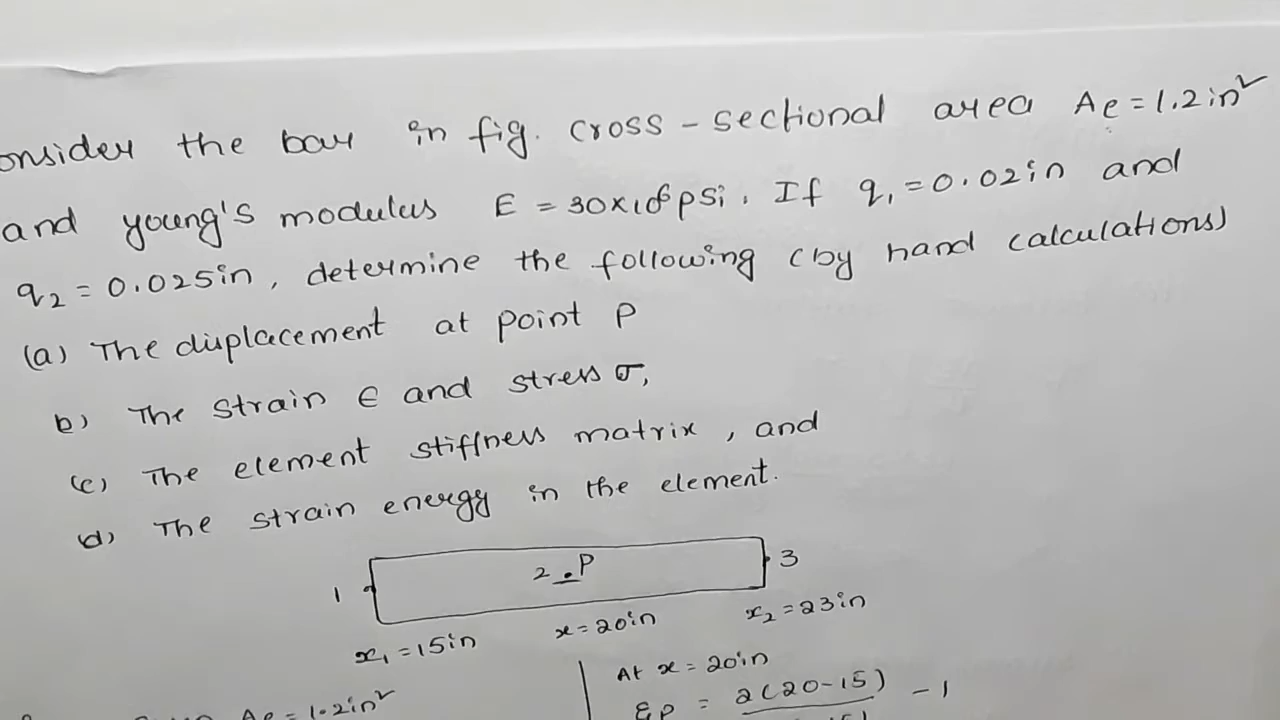 onsider the bar in fig. cross-sectional area Ae = 1.2in²
and young's modulus E = 30x10⁶psi. If q₁ = 0.02in and
q₂ = 0.025in, determine the following (by hand calculations)
(a) The displacement at point P
b) The strain ϵ and stress σ,
(c) The element stiffness matrix, and
d) The strain energy in the element.
1 2 .P 3
x₁ = 15in x = 20in x₂ = 23in
At x = 20in
Ae = 1.2in²
ξp = 2(20-15) - 1